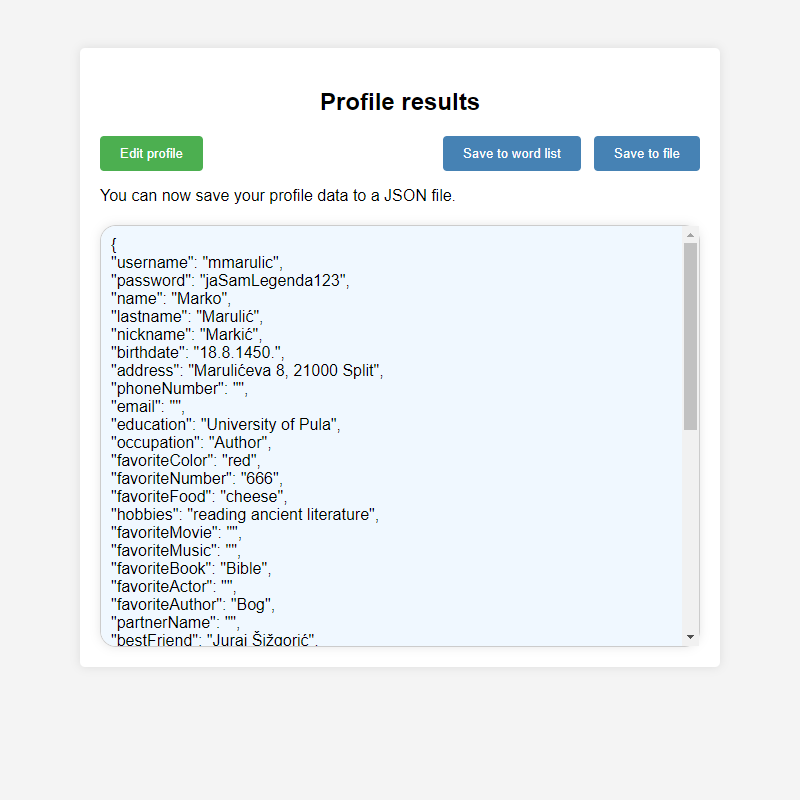 Profile results
Edit profile
Save to word list
Save to file
You can now save your profile data to a JSON file.
{
"username": "mmarulic",
"password": "jaSamLegenda123",
"name": "Marko",
"lastname": "Marulić",
"nickname": "Markić",
"birthdate": "18.8.1450.",
"address": "Marulićeva 8, 21000 Split",
"phoneNumber": "",
"email": "",
"education": "University of Pula",
"occupation": "Author",
"favoriteColor": "red",
"favoriteNumber": "666",
"favoriteFood": "cheese",
"hobbies": "reading ancient literature",
"favoriteMovie": "",
"favoriteMusic": "",
"favoriteBook": "Bible",
"favoriteActor": "",
"favoriteAuthor": "Bog",
"partnerName": "",
"bestFriend": "Juraj Šižgorić",